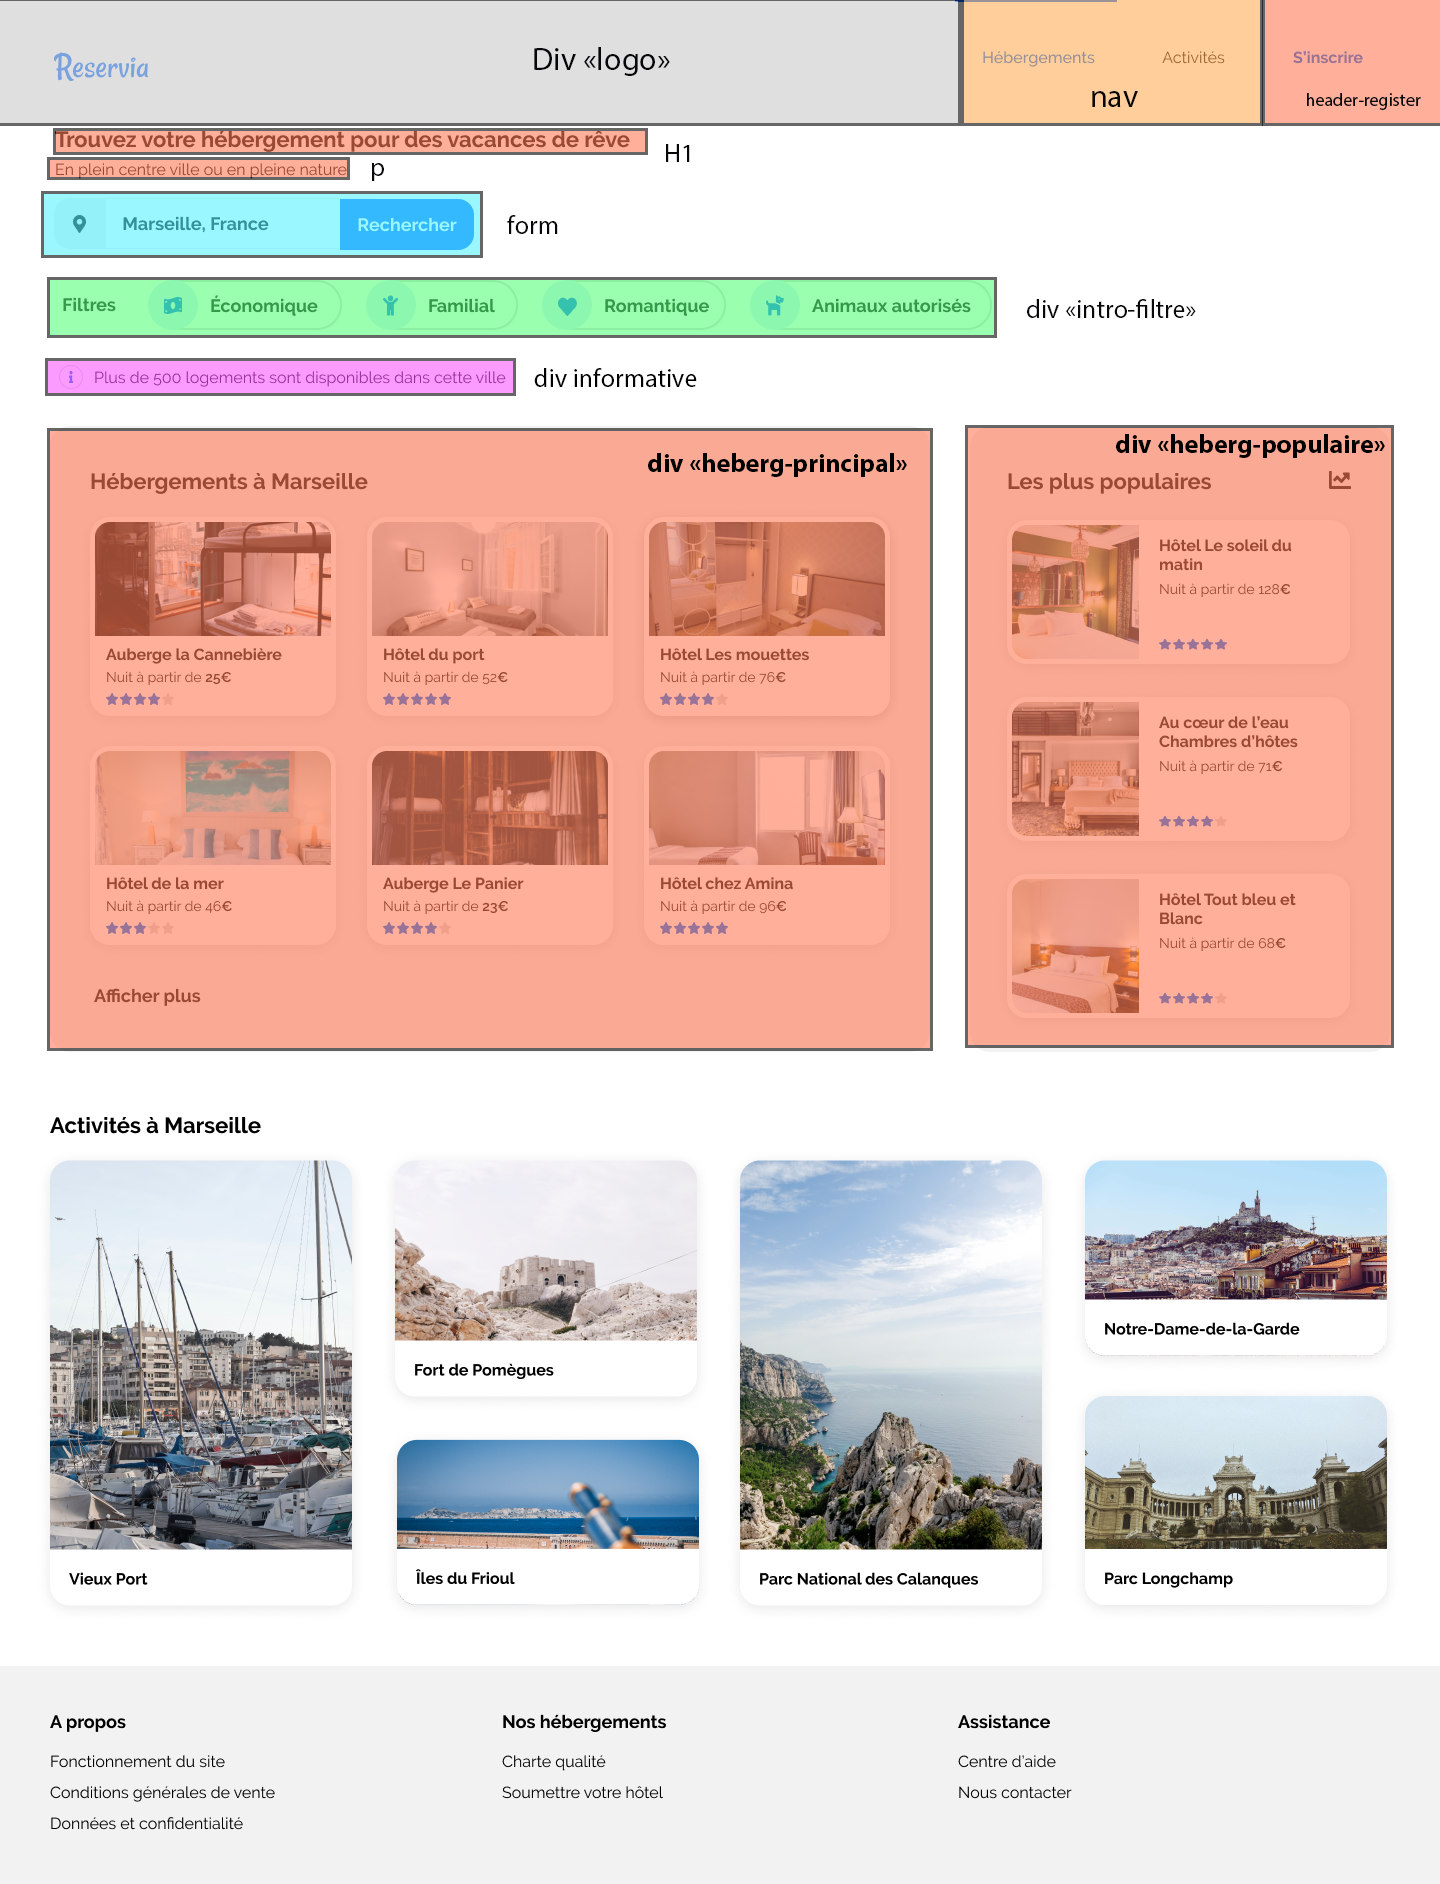 Reservia
Div «logo»
Hébergements
Activités
nav
S'inscrire
header-register
Trouvez votre hébergement pour des vacances de rêve
H1
En plein centre ville ou en pleine nature
p
Marseille, France
Rechercher
form
Filtres
Économique
Familial
Romantique
Animaux autorisés
div «intro-filtre»
Plus de 500 logements sont disponibles dans cette ville
div informative
div «heberg-principal»
Hébergements à Marseille
Auberge la Cannebière
Nuit à partir de 25€
Hôtel du port
Nuit à partir de 52€
Hôtel Les mouettes
Nuit à partir de 76€
Hôtel de la mer
Nuit à partir de 46€
Auberge Le Panier
Nuit à partir de 23€
Hôtel chez Amina
Nuit à partir de 96€
Afficher plus
div «heberg-populaire»
Les plus populaires
Hôtel Le soleil du
matin
Nuit à partir de 128€
Au cœur de l'eau
Chambres d'hôtes
Nuit à partir de 71€
Hôtel Tout bleu et
Blanc
Nuit à partir de 68€
Activités à Marseille
Vieux Port
Fort de Pomègues
Îles du Frioul
Parc National des Calanques
Notre-Dame-de-la-Garde
Parc Longchamp
A propos
Fonctionnement du site
Conditions générales de vente
Données et confidentialité
Nos hébergements
Charte qualité
Soumettre votre hôtel
Assistance
Centre d'aide
Nous contacter